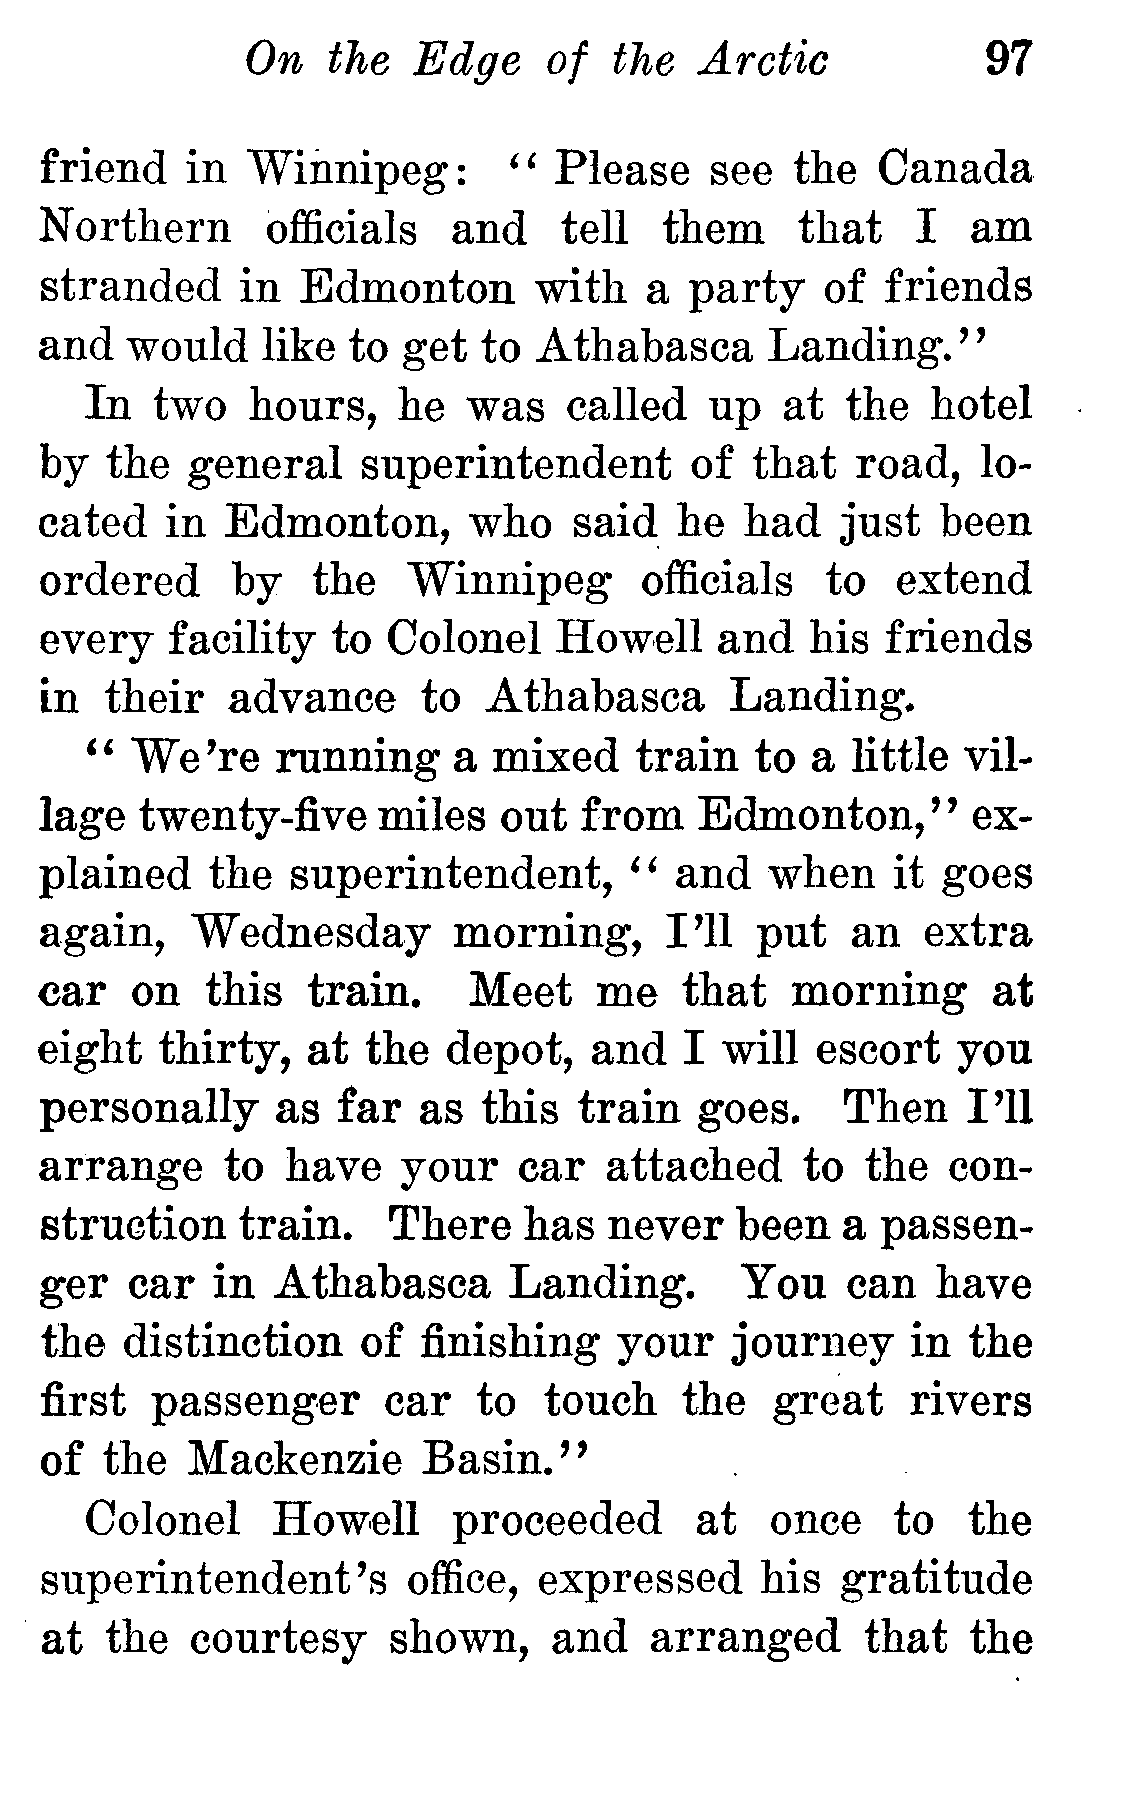 On the Edge of the Arctic 97
friend in Winnipeg: “ Please see the Canada
Northern officials and tell them that I am
stranded in Edmonton with a party of friends
and would like to get to Athabasca Landing.”
In two hours, he was called up at the hotel
by the general superintendent of that road, lo-
cated in Edmonton, who said he had just been
ordered by the Winnipeg officials to extend
every facility to Colonel Howell and his friends
in their advance to Athabasca Landing.
“ We’re running a mixed train to a little vil-
lage twenty-five miles out from Edmonton,” ex-
plained the superintendent, “ and when it goes
again, Wednesday morning, I’ll put an extra
car on this train. Meet me that morning at
eight thirty, at the depot, and I will escort you
personally as far as this train goes. Then I’ll
arrange to have your car attached to the con-
struction train. There has never been a passen-
ger car in Athabasca Landing. You can have
the distinction of finishing your journey in the
first passenger car to touch the great rivers
of the Mackenzie Basin.”
Colonel Howell proceeded at once to the
superintendent’s office, expressed his gratitude
at the courtesy shown, and arranged that the